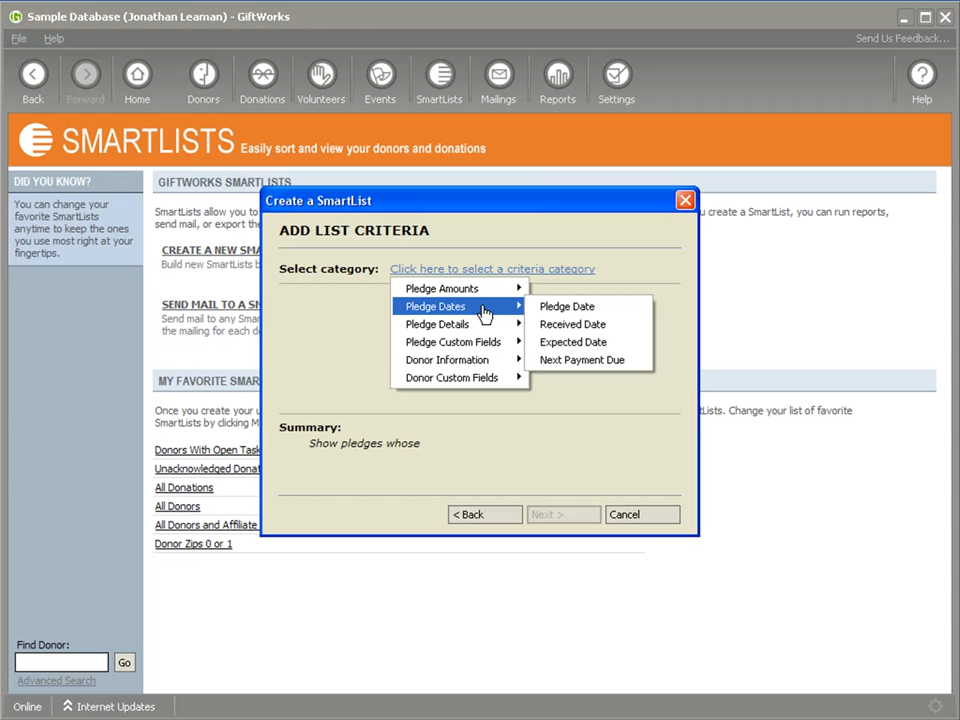 Sample Database (Jonathan Leaman) - GiftWorks
File Help Send Us Feedback...
Back Forward Home Donors Donations Volunteers Events SmartLists Mailings Reports Settings Help
SMARTLISTS Easily sort and view your donors and donations
DID YOU KNOW?
You can change your
favorite SmartLists
anytime to keep the ones
you use most right at your
fingertips.
GIFTWORKS SMARTLISTS
SmartLists allow you to
u create a SmartList, you can run reports,
send mail, or export the
CREATE A NEW SMA
Build new SmartLists b
SEND MAIL TO A SM
the mailing for each d
MY FAVORITE SMAR
Once you create your u
tLists. Change your list of favorite
SmartLists by clicking M
Donors With Open Task
Unacknowledged Donat
All Donations
All Donors
All Donors and Affiliate
Donor Zips 0 or 1
Create a SmartList
ADD LIST CRITERIA
Select category: Click here to select a criteria category
Pledge Amounts
Pledge Dates
Pledge Details
Pledge Custom Fields
Donor Information
Donor Custom Fields
Pledge Date
Received Date
Expected Date
Next Payment Due
Summary:
Show pledges whose
< Back Next > Cancel
Find Donor:
Go
Advanced Search
Online Internet Updates